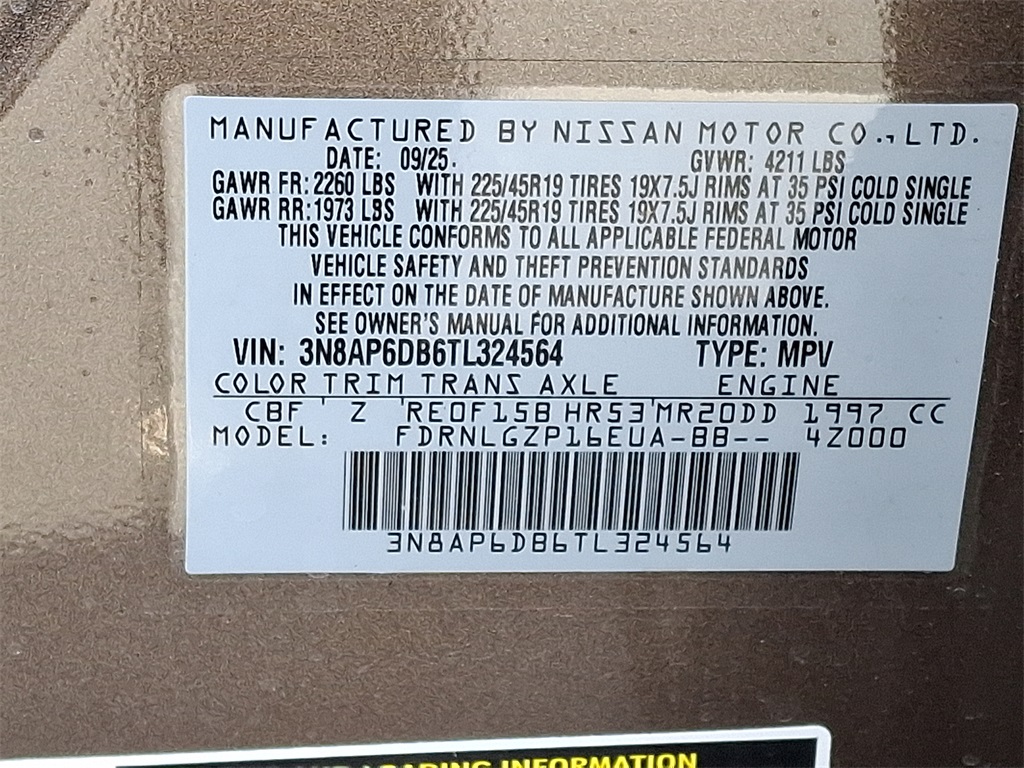 MANUFACTURED BY NISSAN MOTOR CO., LTD.
DATE: 09/25. GVWR: 4211 LBS
GAWR FR: 2260 LBS WITH 225/45R19 TIRES 19X7.5J RIMS AT 35 PSI COLD SINGLE
GAWR RR: 1973 LBS WITH 225/45R19 TIRES 19X7.5J RIMS AT 35 PSI COLD SINGLE
THIS VEHICLE CONFORMS TO ALL APPLICABLE FEDERAL MOTOR
VEHICLE SAFETY AND THEFT PREVENTION STANDARDS
IN EFFECT ON THE DATE OF MANUFACTURE SHOWN ABOVE.
SEE OWNER'S MANUAL FOR ADDITIONAL INFORMATION.
VIN: 3N8AP6DB6TL324564 TYPE: MPV
COLOR TRIM TRANS AXLE ENGINE
CBF Z RE0F15B HR53 MR20DD 1997 CC
MODEL: FDRNLGZP16EUA-BB-- 4Z000
3N8AP6DB6TL324564
LOADING INFORMATION